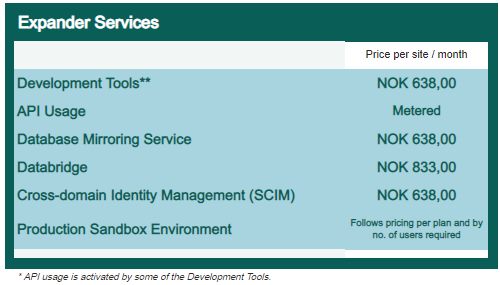 Expander Services
Price per site / month
Development Tools** NOK 638,00
API Usage Metered
Database Mirroring Service NOK 638,00
Databridge NOK 833,00
Cross-domain Identity Management (SCIM) NOK 638,00
Production Sandbox Environment Follows pricing per plan and by
no. of users required
* API usage is activated by some of the Development Tools.